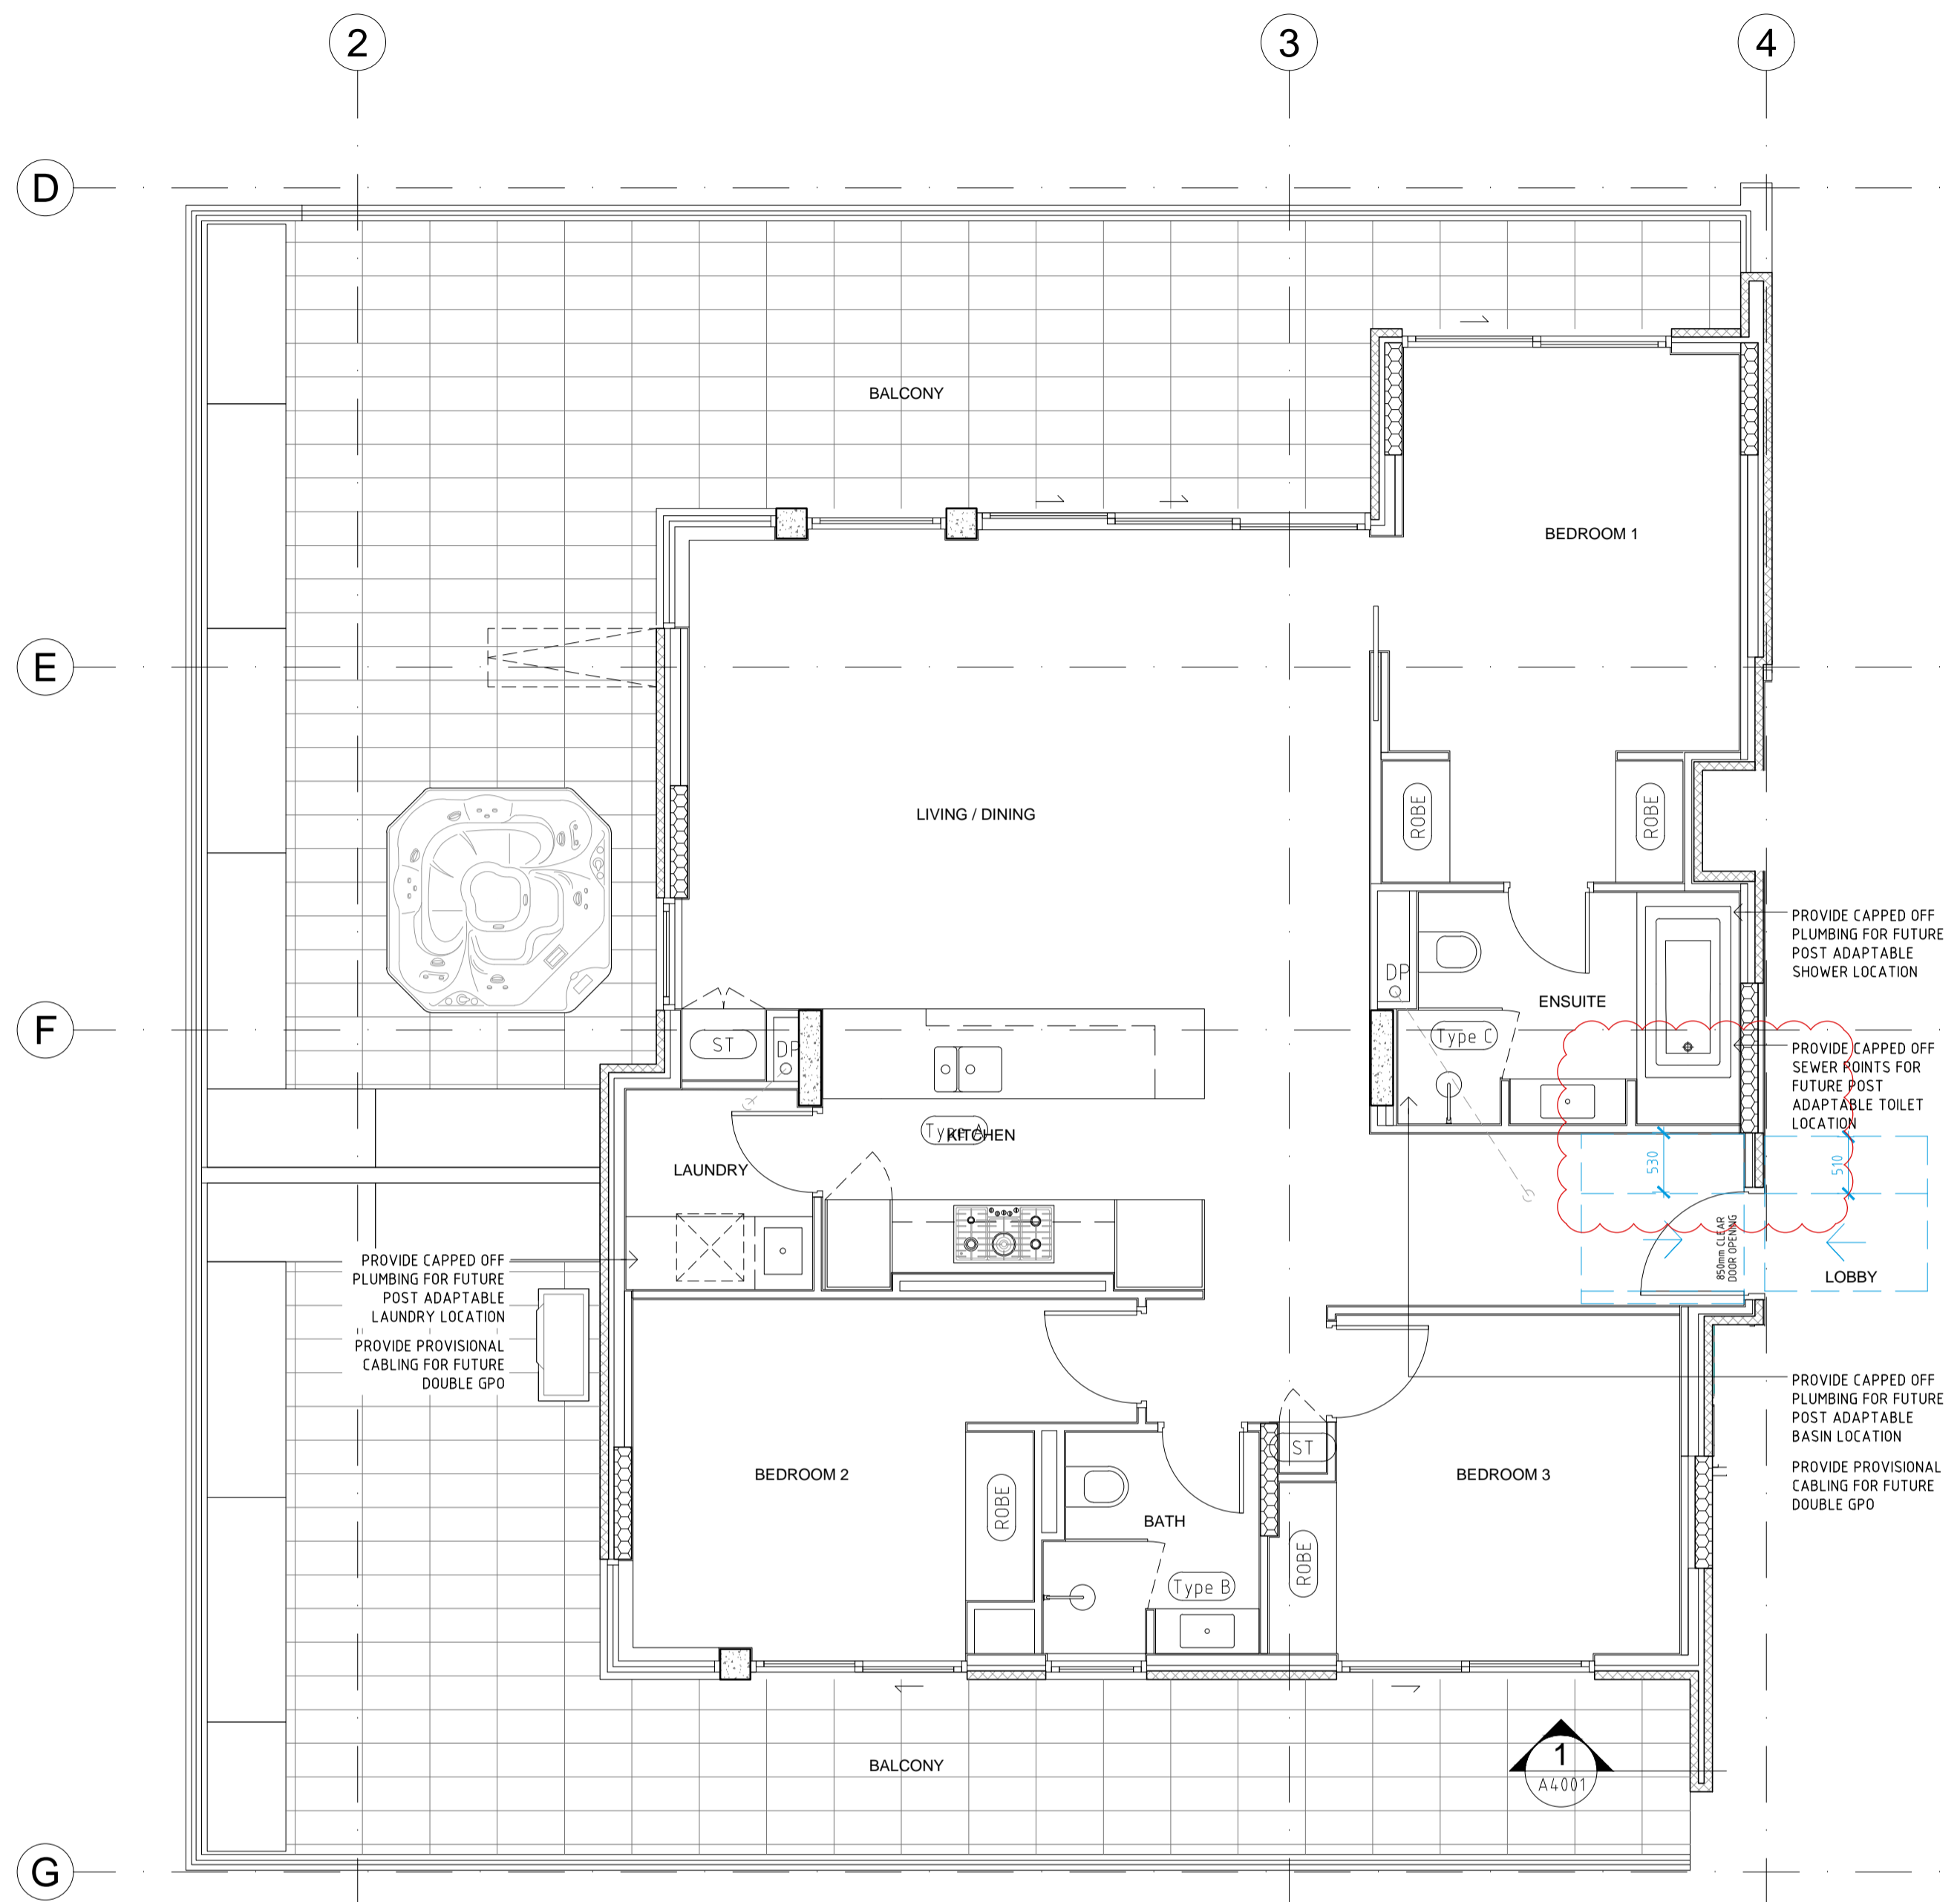 2
3
4
D
BALCONY
BEDROOM 1
E
LIVING / DINING
ROBE
ROBE
PROVIDE CAPPED OFF
PLUMBING FOR FUTURE
POST ADAPTABLE
SHOWER LOCATION
DP
ENSUITE
F
ST
DP
Type C
PROVIDE CAPPED OFF
SEWER POINTS FOR
FUTURE POST
ADAPTABLE TOILET
LOCATION
Type A
KITCHEN
LAUNDRY
530
510
850mm CLEAR
DOOR OPENING
LOBBY
PROVIDE CAPPED OFF
PLUMBING FOR FUTURE
POST ADAPTABLE
LAUNDRY LOCATION
PROVIDE PROVISIONAL
CABLING FOR FUTURE
DOUBLE GPO
PROVIDE CAPPED OFF
PLUMBING FOR FUTURE
POST ADAPTABLE
BASIN LOCATION
PROVIDE PROVISIONAL
CABLING FOR FUTURE
DOUBLE GPO
ST
BEDROOM 2
BEDROOM 3
ROBE
BATH
ROBE
Type B
BALCONY
1
A4001
G